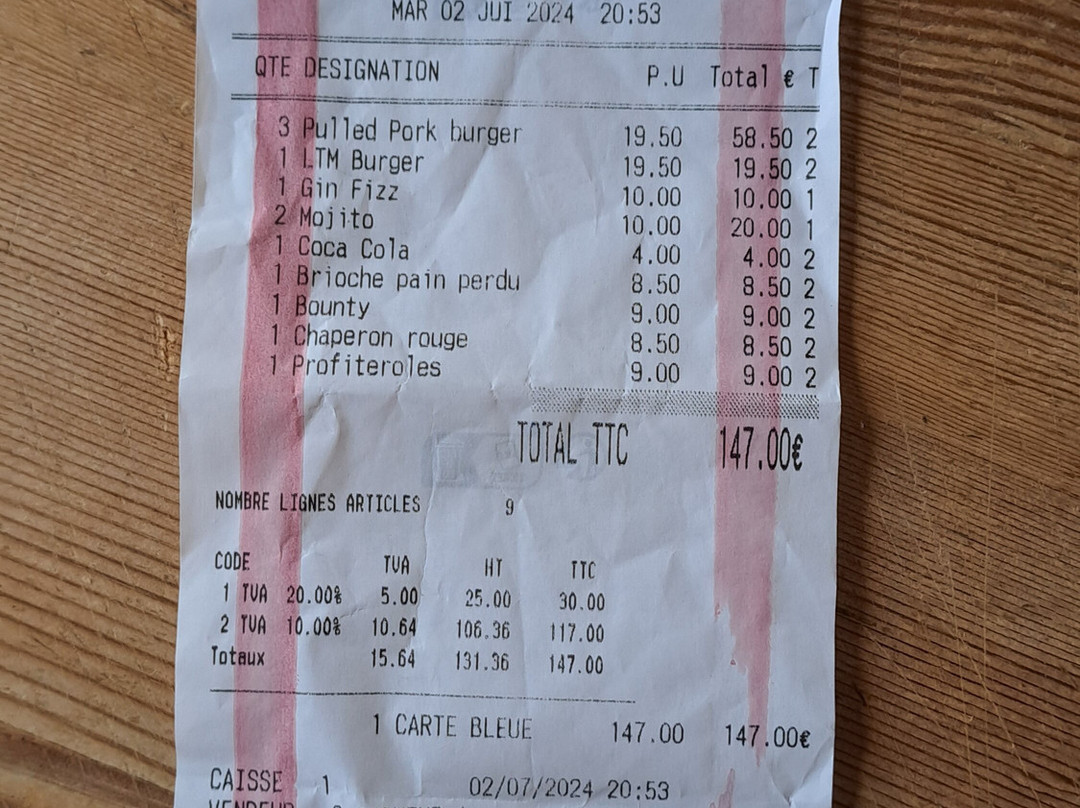 MAR 02 JUI 2024 20:53
QTE DESIGNATION P.U Total € T
3 Pulled Pork burger 19.50 58.50 2
1 LTM Burger 19.50 19.50 2
1 Gin Fizz 10.00 10.00 1
2 Mojito 10.00 20.00 1
1 Coca Cola 4.00 4.00 2
1 Brioche pain perdu 8.50 8.50 2
1 Bounty 9.00 9.00 2
1 Chaperon rouge 8.50 8.50 2
1 Profiteroles 9.00 9.00 2
TOTAL TTC 147.00€
NOMBRE LIGNES ARTICLES 9
CODE TVA HT TTC
1 TVA 20.00% 5.00 25.00 30.00
2 TVA 10.00% 10.64 106.36 117.00
Totaux 15.64 131.36 147.00
1 CARTE BLEUE 147.00 147.00€
CAISSE 1 02/07/2024 20:53
VENDEUR